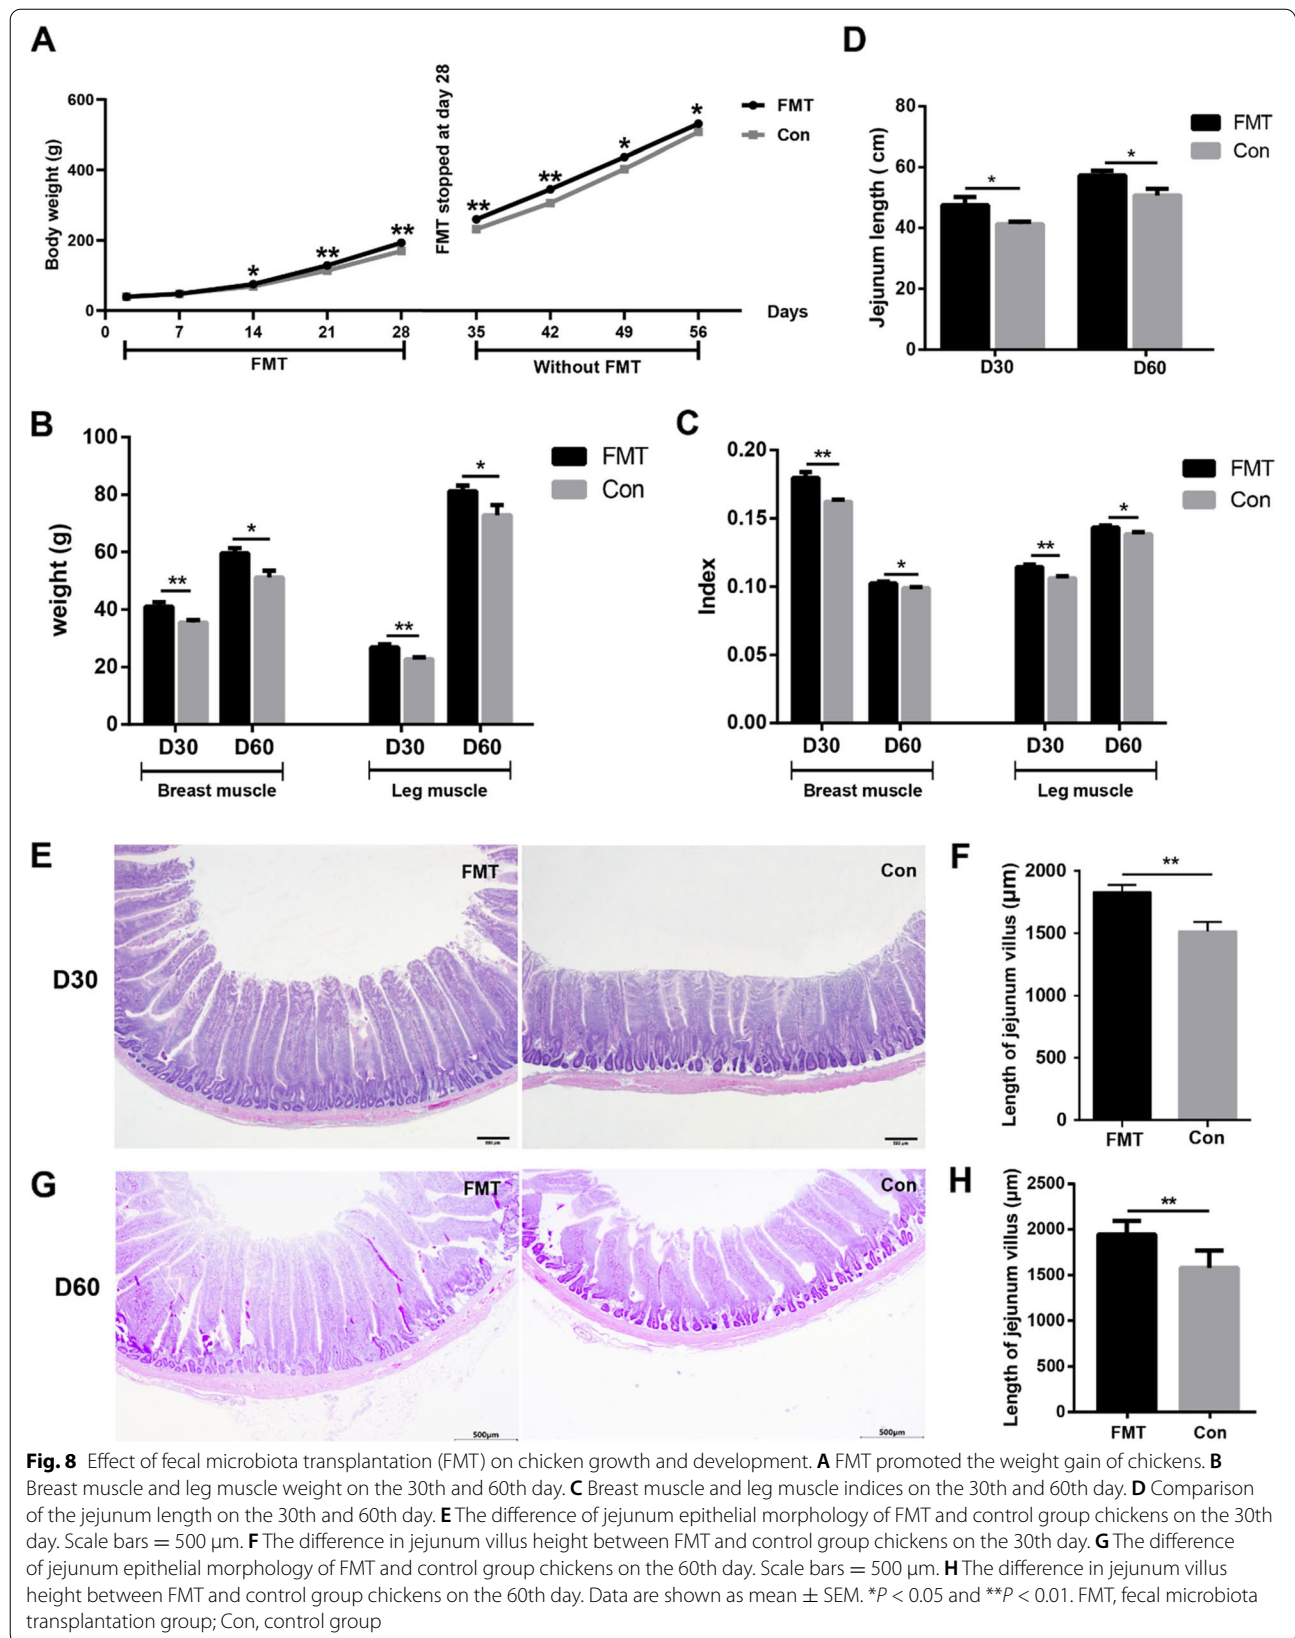 A
600
400
200
0
Body weight (g)
FMT stopped at day 28
FMT
Con
*
**
**
**
**
*
*
0 7 14 21 28 35 42 49 56
Days
FMT
Without FMT
D
80
60
40
20
0
Jejunum length ( cm)
FMT
Con
*
*
D30 D60
B
100
80
60
40
20
0
weight (g)
FMT
Con
**
*
**
*
D30 D60 D30 D60
Breast muscle Leg muscle
C
0.20
0.15
0.10
0.05
0.00
Index
FMT
Con
**
*
**
*
D30 D60 D30 D60
Breast muscle Leg muscle
E
D30
FMT
Con
F
2000
1500
1000
500
0
Length of jejunum villus (µm)
**
FMT Con
G
D60
FMT
500µm
Con
500µm
H
2500
2000
1500
1000
500
0
Length of jejunum villus (µm)
**
FMT Con
Fig. 8 Effect of fecal microbiota transplantation (FMT) on chicken growth and development. A FMT promoted the weight gain of chickens. B
Breast muscle and leg muscle weight on the 30th and 60th day. C Breast muscle and leg muscle indices on the 30th and 60th day. D Comparison
of the jejunum length on the 30th and 60th day. E The difference of jejunum epithelial morphology of FMT and control group chickens on the 30th
day. Scale bars = 500 µm. F The difference in jejunum villus height between FMT and control group chickens on the 30th day. G The difference
of jejunum epithelial morphology of FMT and control group chickens on the 60th day. Scale bars = 500 µm. H The difference in jejunum villus
height between FMT and control group chickens on the 60th day. Data are shown as mean ± SEM. *P < 0.05 and **P < 0.01. FMT, fecal microbiota
transplantation group; Con, control group